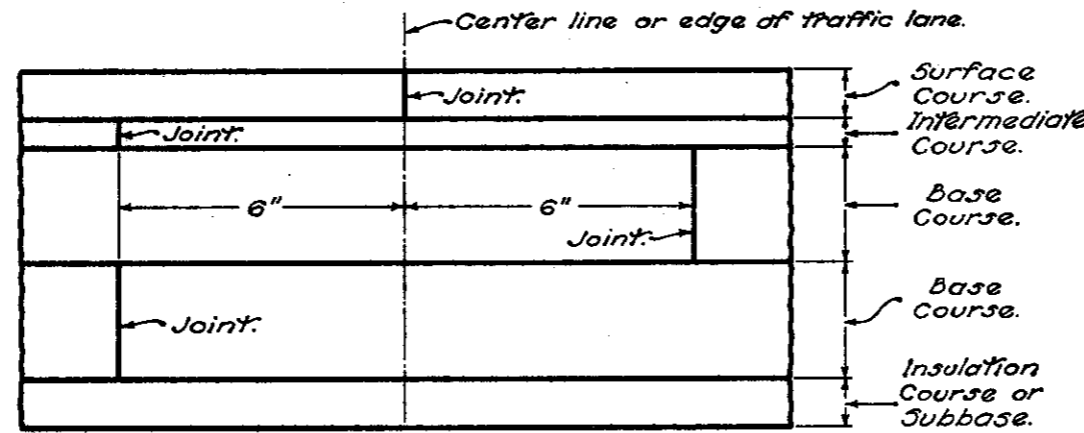 Center line or edge of traffic lane.
Surface
Course.
Joint.
Intermediate
Course.
Joint.
6"
6"
Base
Course.
Joint.
Base
Course.
Joint.
Insulation
Course or
Subbase.